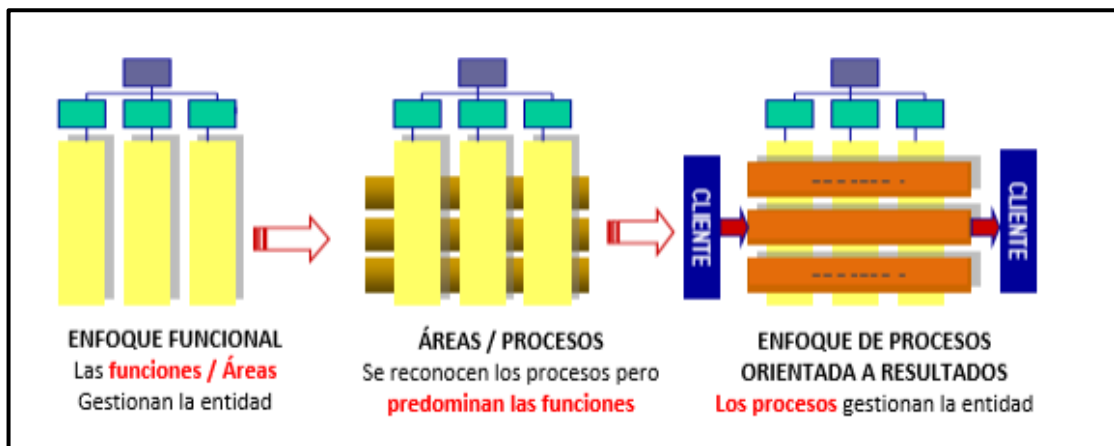 CLIENTE
CLIENTE
ENFOQUE FUNCIONAL
Las funciones / Áreas
Gestionan la entidad
ÁREAS / PROCESOS
Se reconocen los procesos pero
predominan las funciones
ENFOQUE DE PROCESOS
ORIENTADA A RESULTADOS
Los procesos gestionan la entidad